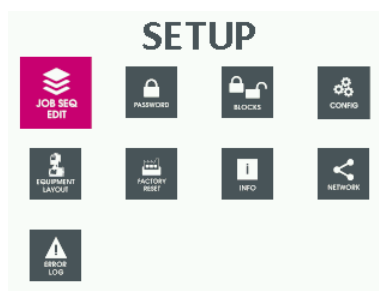 SETUP
JOB SEQ
EDIT
PASSWORD
BLOCKS
CONFIG
EQUIPMENT
LAYOUT
FACTORY
RESET
i
INFO
NETWORK
ERROR
LOG